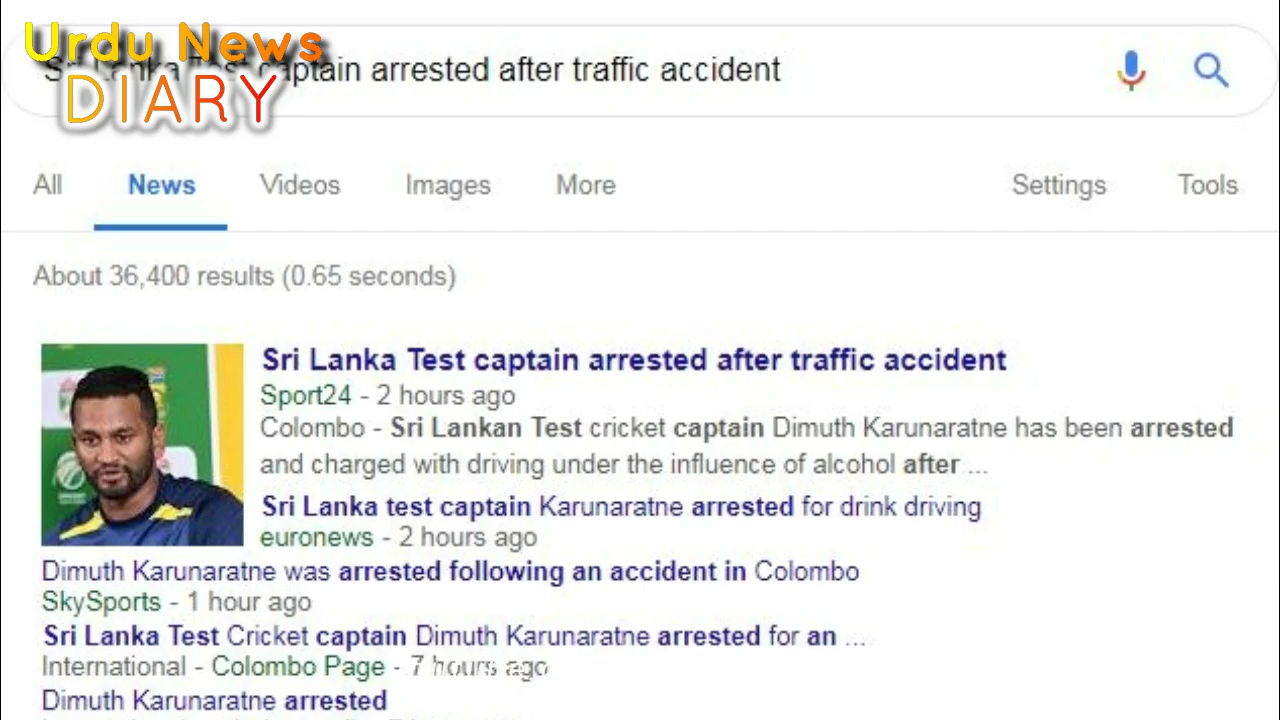 Urdu News
DIARY
Sri Lanka Test captain arrested after traffic accident
All News Videos Images More Settings Tools
About 36,400 results (0.65 seconds)
Sri Lanka Test captain arrested after traffic accident
Sport24 - 2 hours ago
Colombo - Sri Lankan Test cricket captain Dimuth Karunaratne has been arrested
and charged with driving under the influence of alcohol after ...
Sri Lanka test captain Karunaratne arrested for drink driving
euronews - 2 hours ago
Dimuth Karunaratne was arrested following an accident in Colombo
SkySports - 1 hour ago
Sri Lanka Test Cricket captain Dimuth Karunaratne arrested for an ...
International - Colombo Page - 7 hours ago
Dimuth Karunaratne arrested